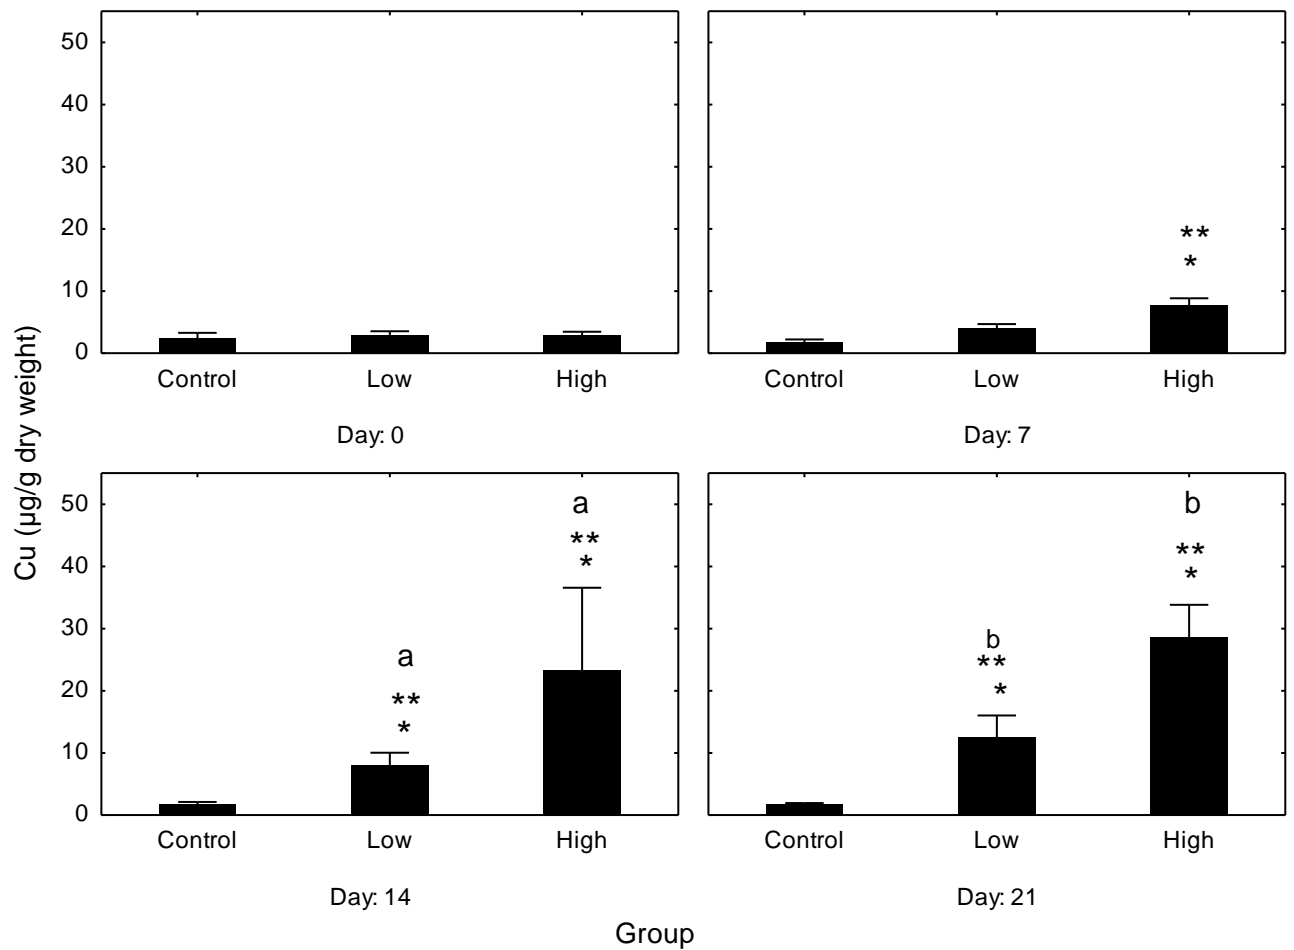 Cu (µg/g dry weight)
50
40
30
20
10
0
Control Low High
Day: 0
**
*
Control Low High
Day: 7
50
40
30
20
10
0
a
**
*
a
**
*
Control Low High
Day: 14
b
**
*
b
**
*
Control Low High
Day: 21
Group